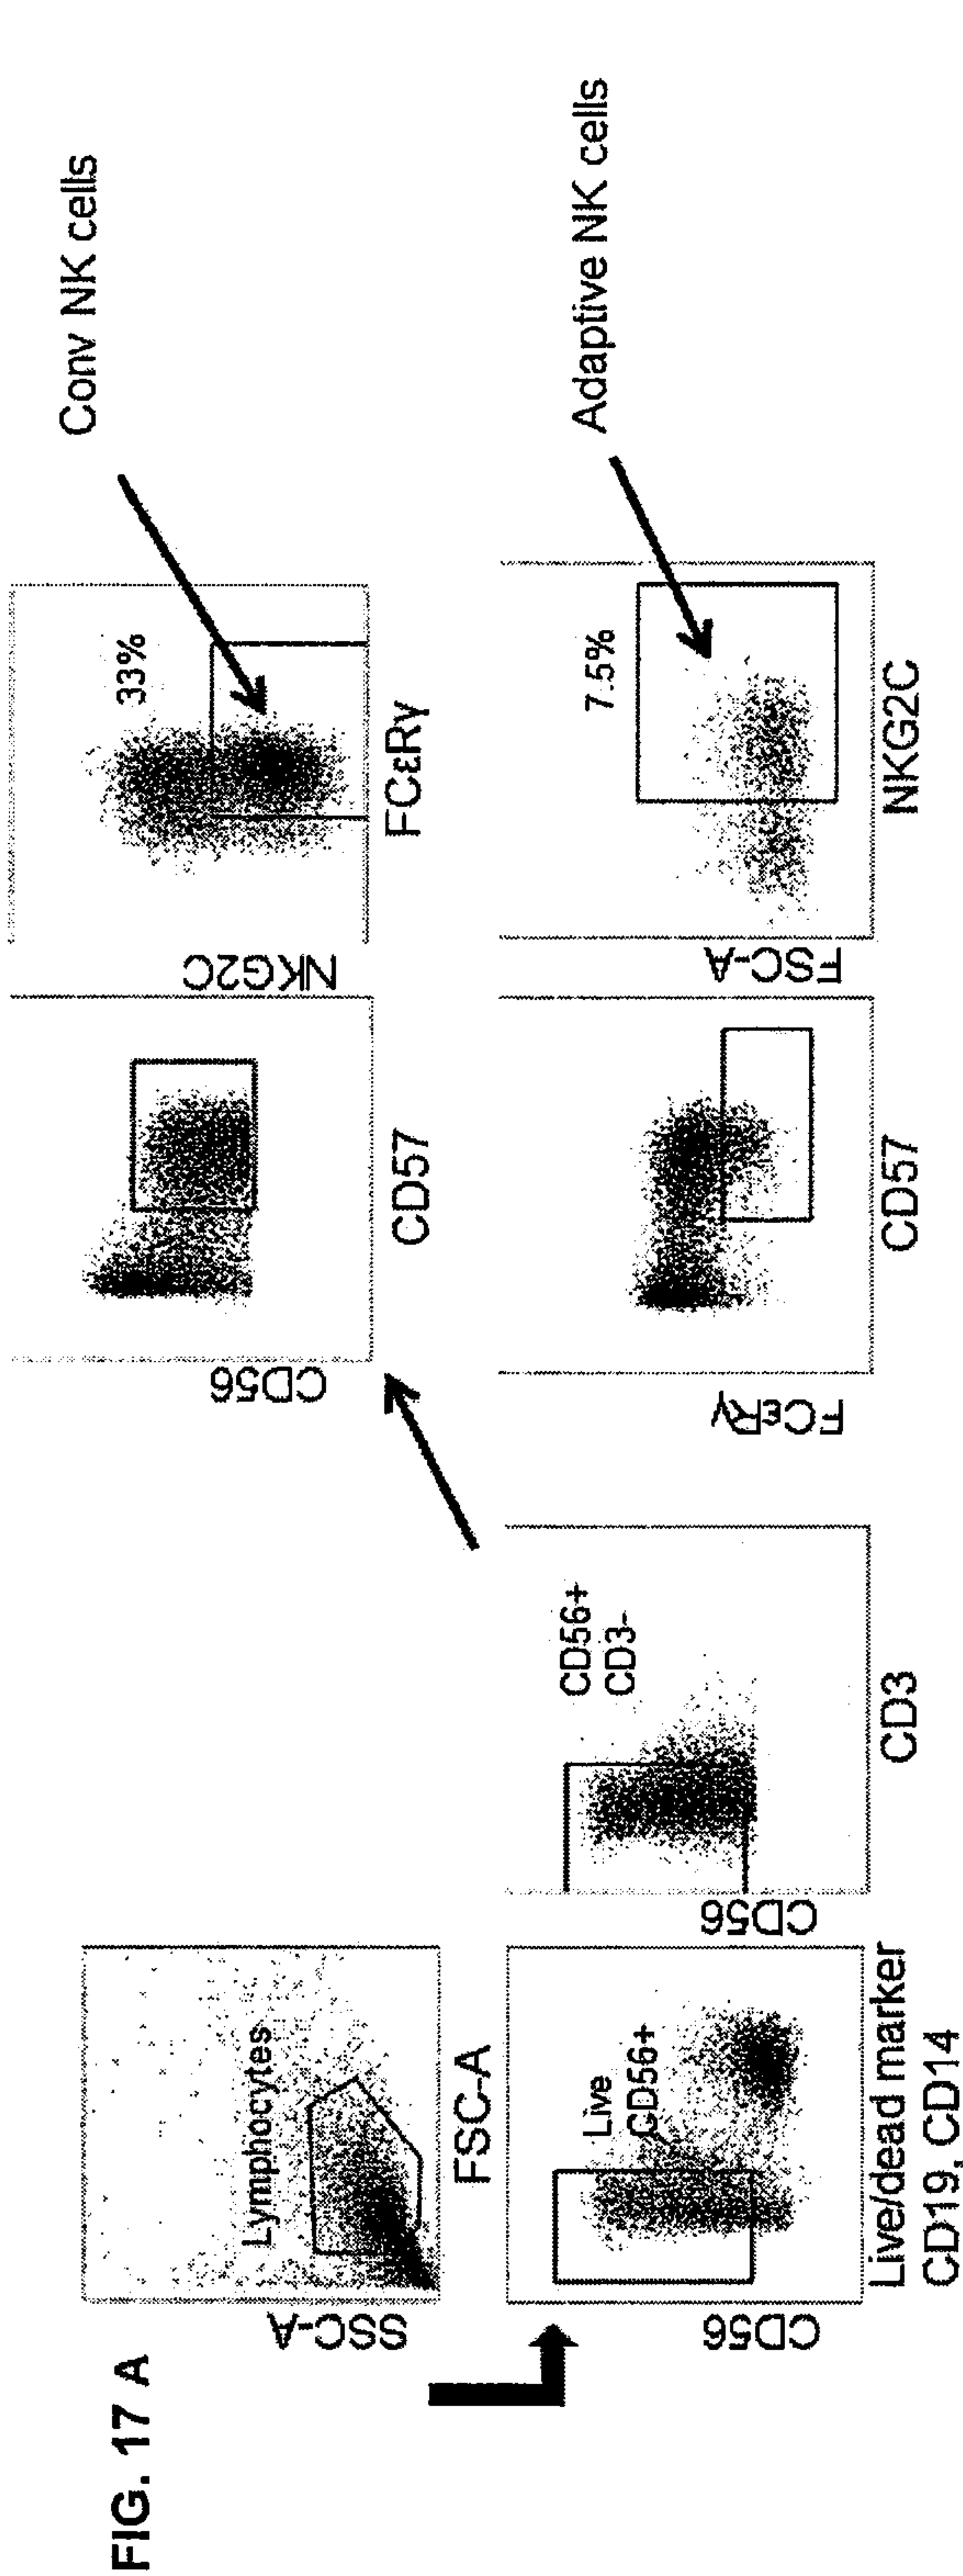 FIG. 17 A
SSC-A
Lymphocytes
FSC-A
CD56
Live
CD56+
Live/dead marker
CD19, CD14
CD56
CD56+
CD3-
CD3
CD56
CD57
NKG2C
33%
FCεRγ
Conv NK cells
FCεRγ
CD57
FSC-A
7.5%
NKG2C
Adaptive NK cells